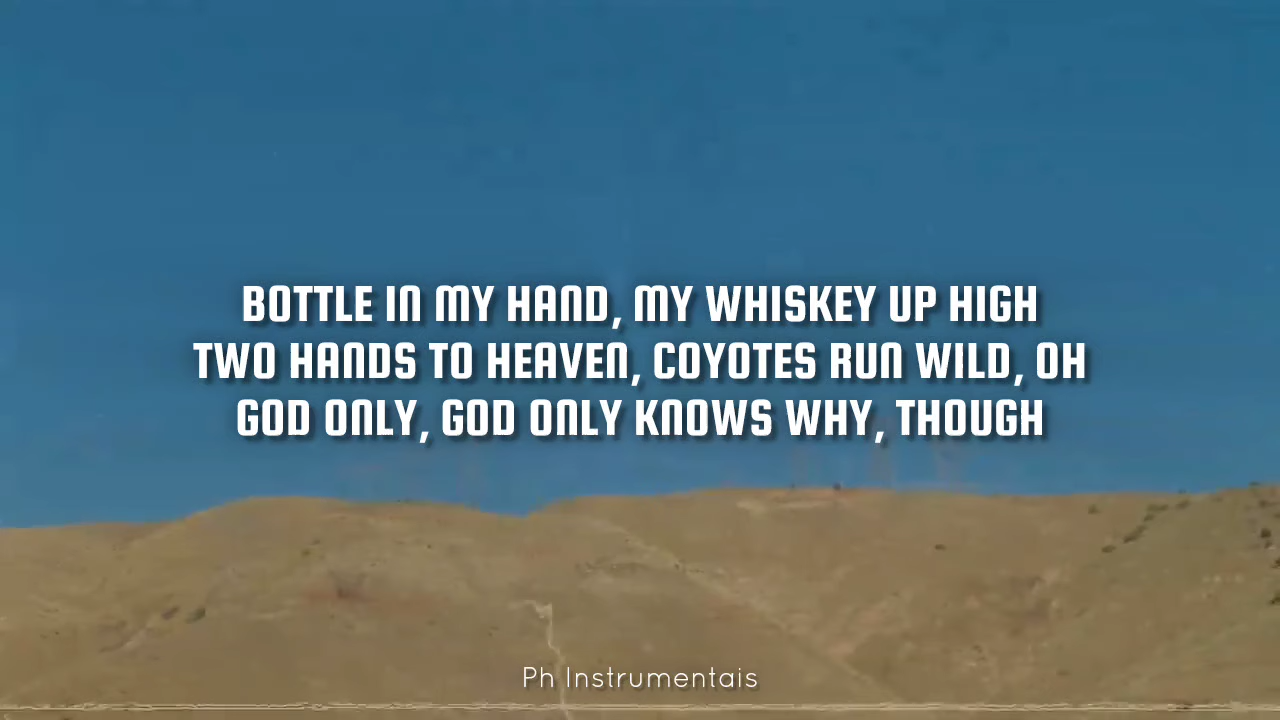 BOTTLE IN MY HAND, MY WHISKEY UP HIGH
TWO HANDS TO HEAVEN, COYOTES RUN WILD, OH
GOD ONLY, GOD ONLY KNOWS WHY, THOUGH
Ph Instrumentais